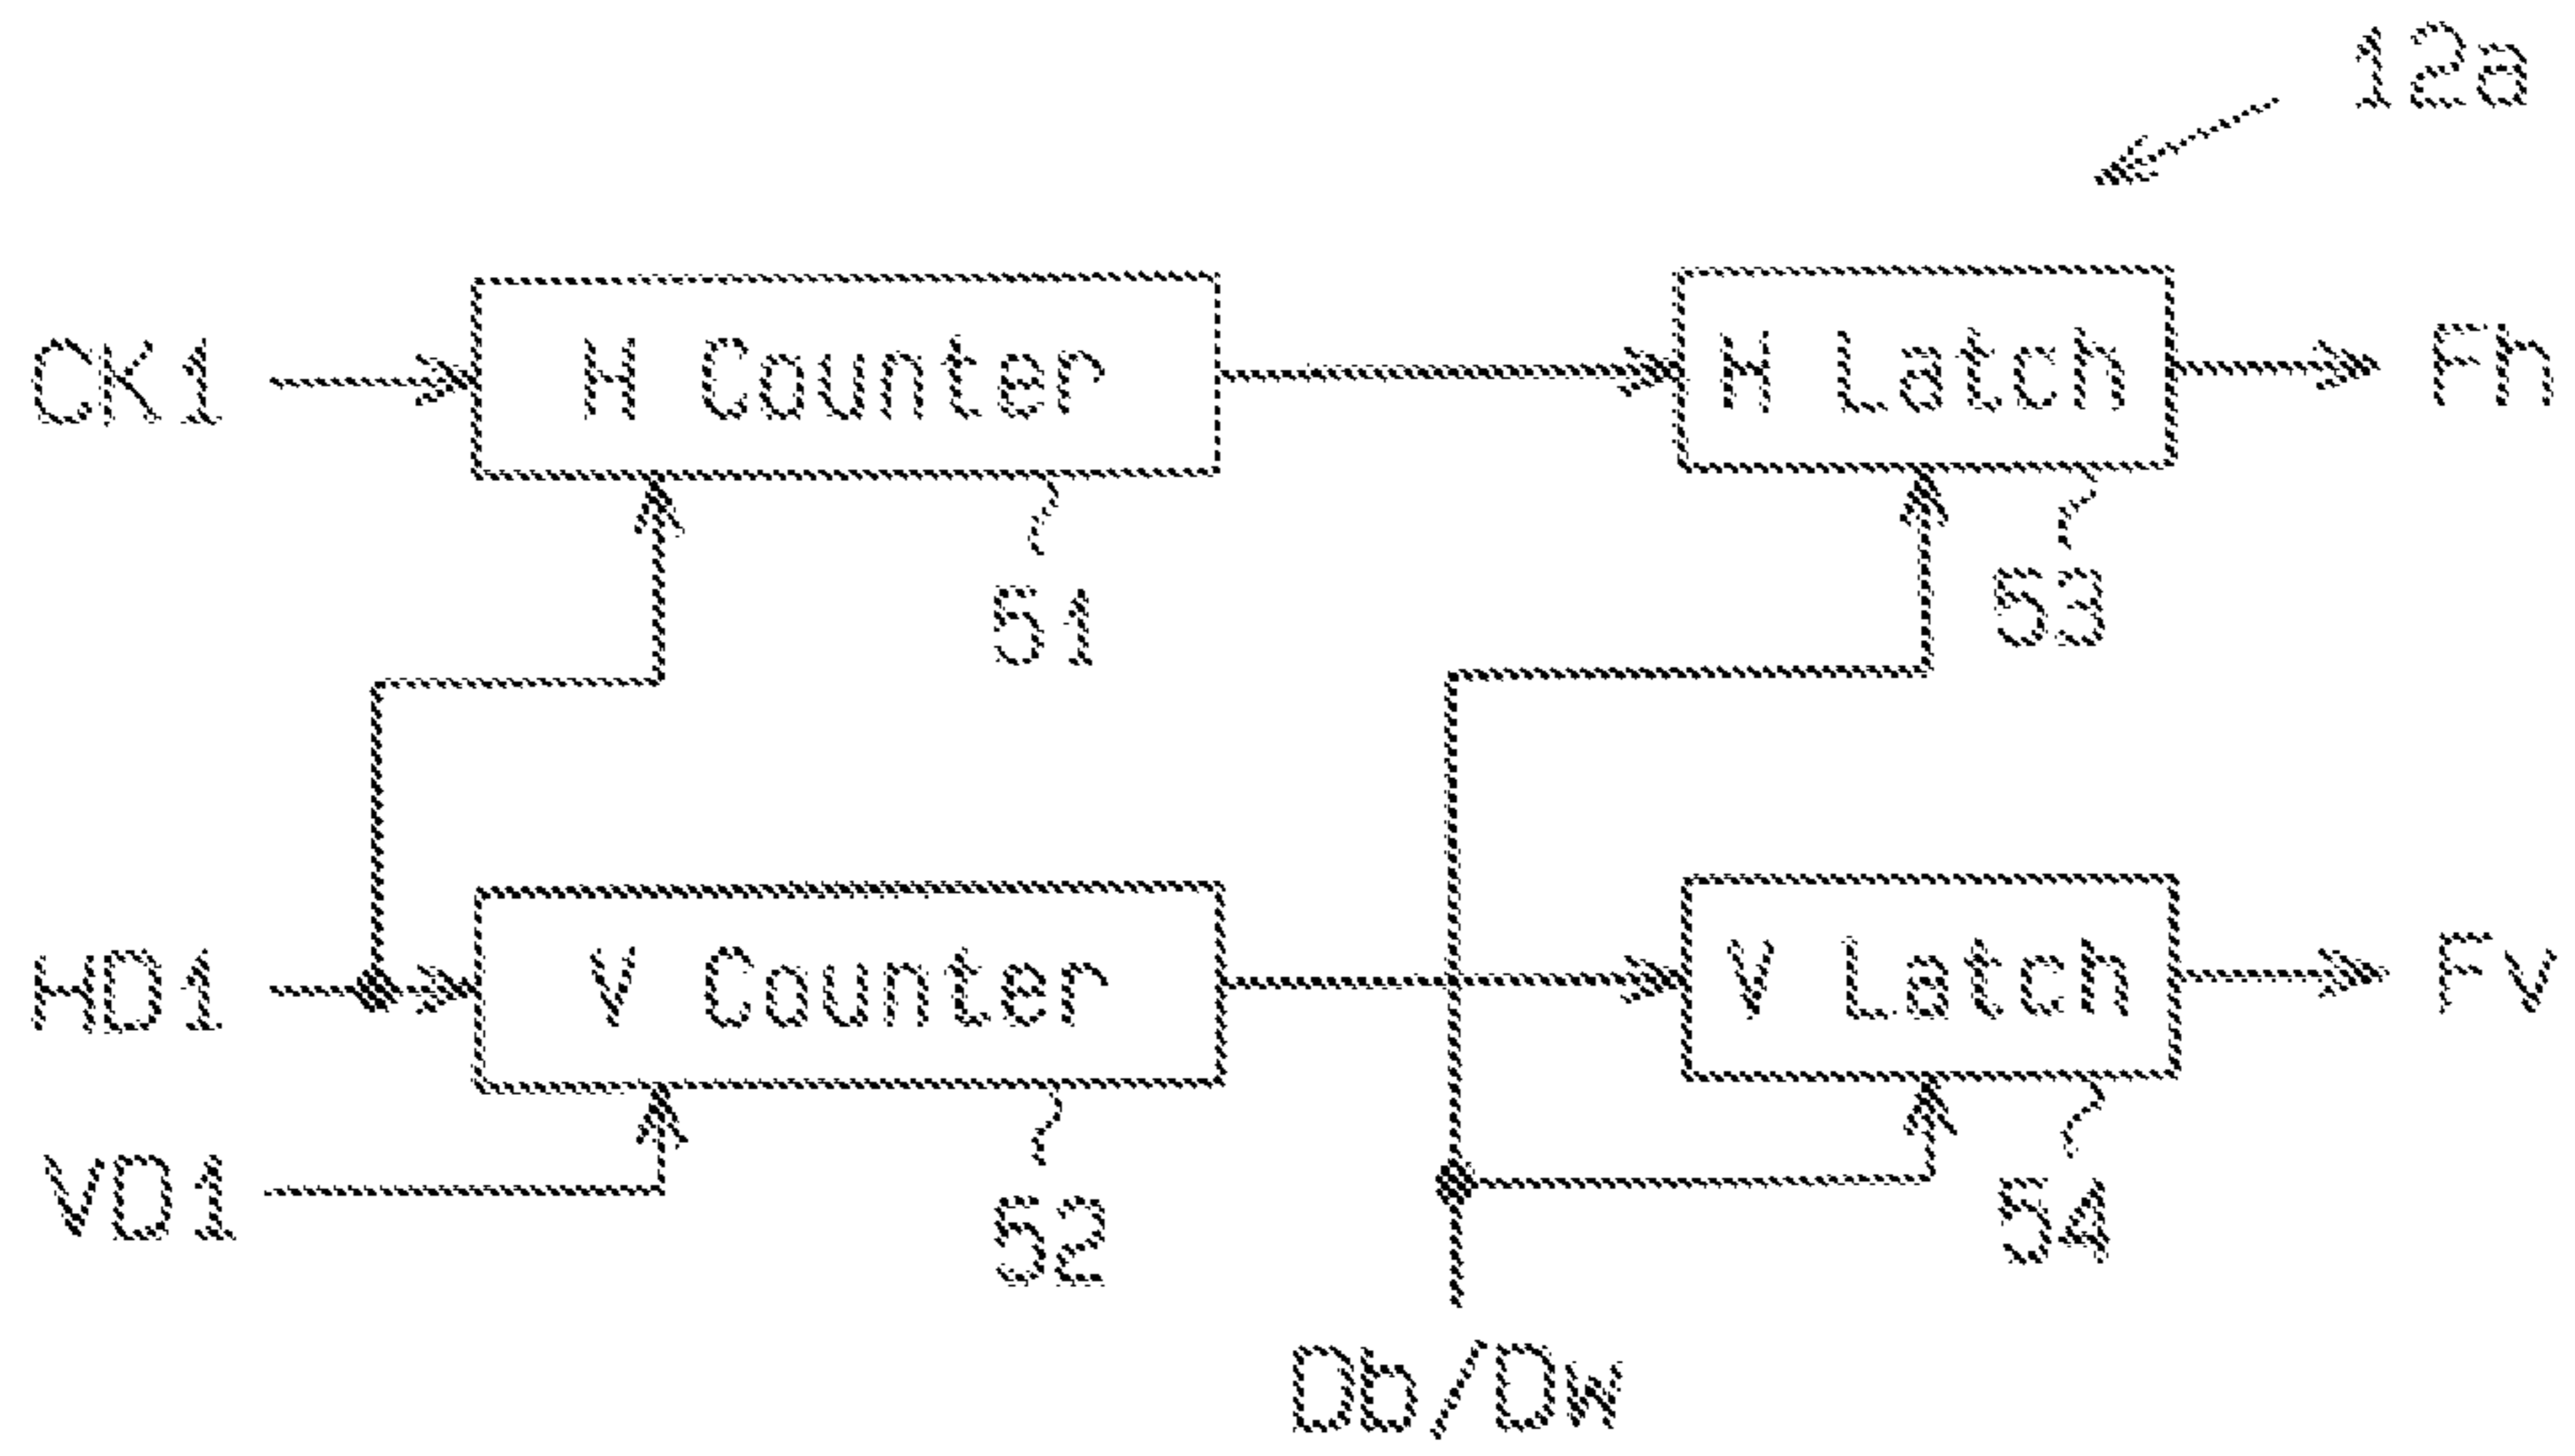 12a
CK1
H Counter
H Latch
Fh
51
53
HD1
V Counter
V Latch
Fv
VD1
52
54
Db/Dw